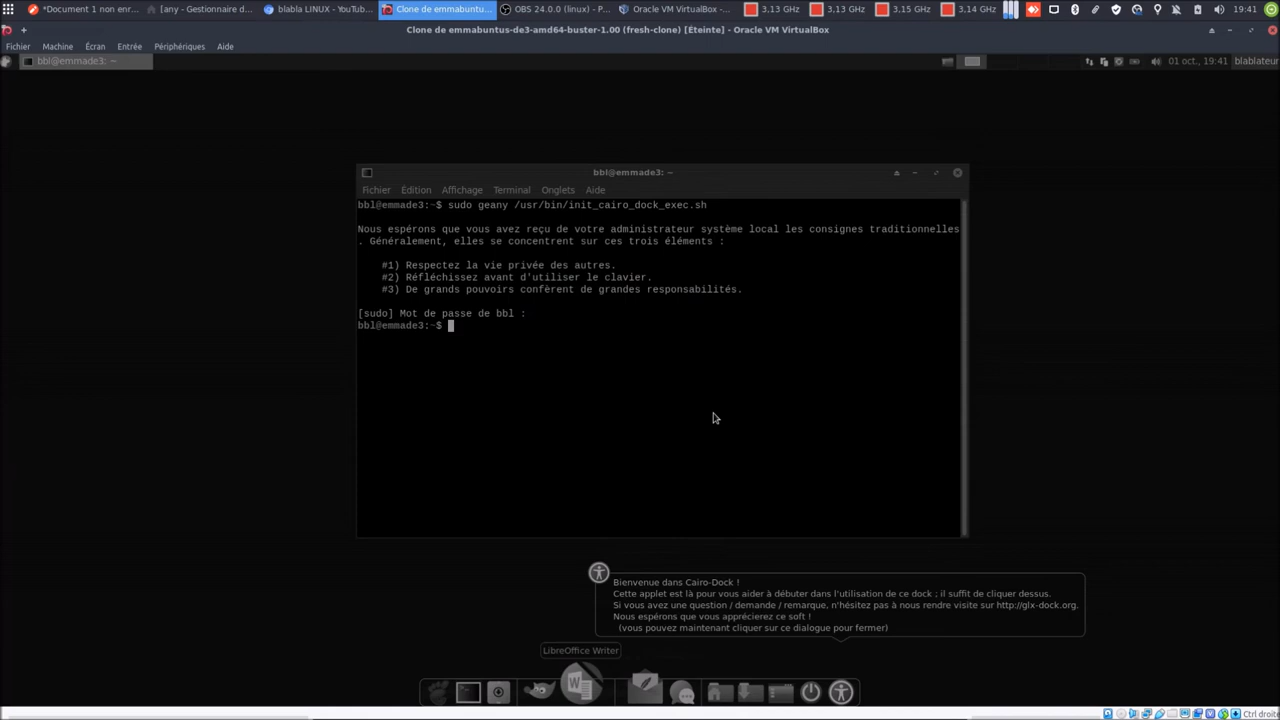 *Document 1 non enr...
[any - Gestionnaire d...
blabla LINUX - YouTub...
Clone de emmabuntu...
OBS 24.0.0 (linux) - P...
Oracle VM VirtualBox
3,13 GHz
3,13 GHz
3,15 GHz
3,14 GHz
19:41
Clone de emmabuntus-de3-amd64-buster-1.00 (fresh-clone) [Éteinte] - Oracle VM VirtualBox
Fichier
Machine
Écran
Entrée
Périphériques
Aide
bbl@emmade3: ~
01 oct., 19:41
blablateur
bbl@emmade3: ~
Fichier
Édition
Affichage
Terminal
Onglets
Aide
bbl@emmade3:~$ sudo geany /usr/bin/init_cairo_dock_exec.sh
Nous espérons que vous avez reçu de votre administrateur système local les consignes traditionnelles
. Généralement, elles se concentrent sur ces trois éléments :
#1) Respectez la vie privée des autres.
#2) Réfléchissez avant d'utiliser le clavier.
#3) De grands pouvoirs confèrent de grandes responsabilités.
[sudo] Mot de passe de bbl :
bbl@emmade3:~$
Bienvenue dans Cairo-Dock !
Cette applet est là pour vous aider à débuter dans l'utilisation de ce dock ; il suffit de cliquer dessus.
Si vous avez une question / demande / remarque, n'hésitez pas à nous rendre visite sur http://glx-dock.org.
Nous espérons que vous apprécierez ce soft !
(vous pouvez maintenant cliquer sur ce dialogue pour fermer)
LibreOffice Writer
W
Ctrl droite